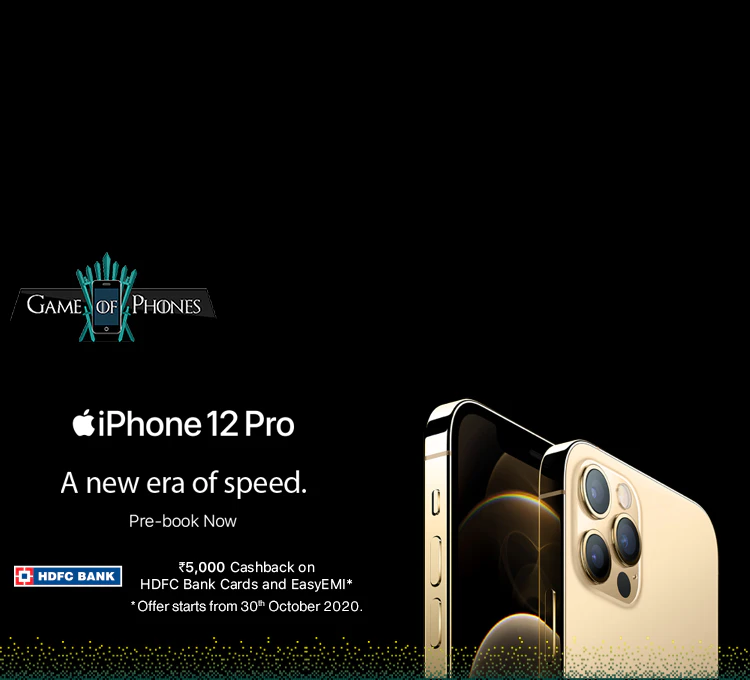 GAME OF PHONES
iPhone 12 Pro
A new era of speed.
Pre-book Now
HDFC BANK
₹5,000 Cashback on
HDFC Bank Cards and EasyEMI*
*Offer starts from 30th October 2020.